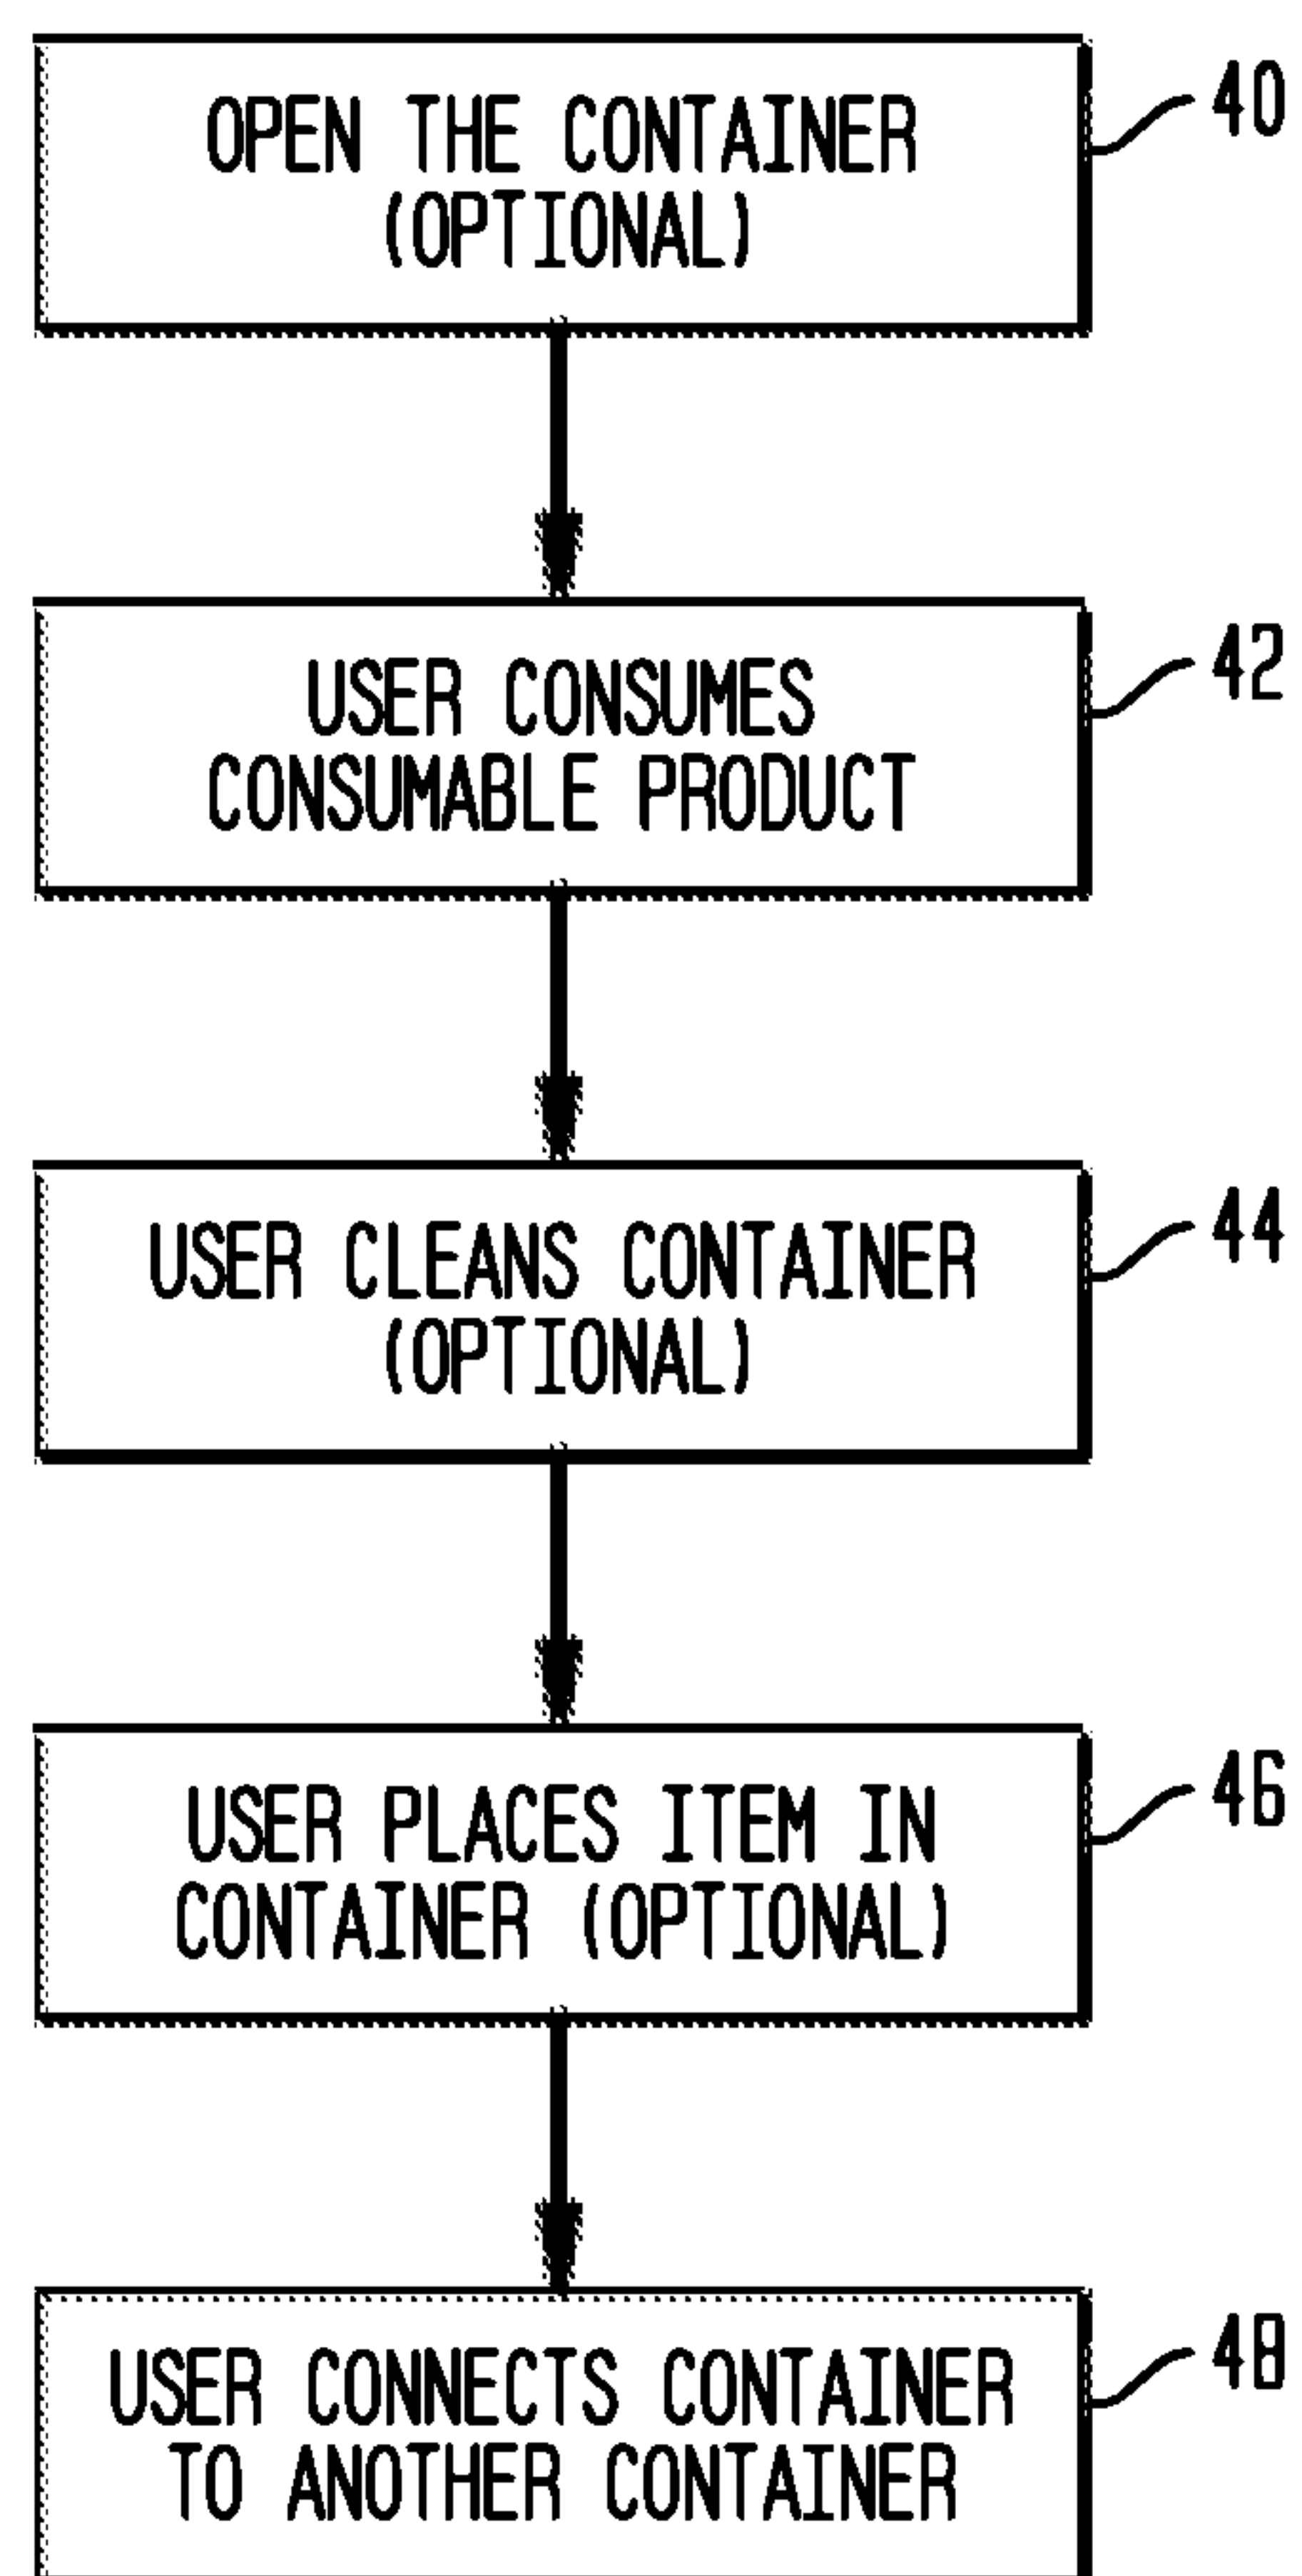 OPEN THE CONTAINER
(OPTIONAL)
40
USER CONSUMES
CONSUMABLE PRODUCT
42
USER CLEANS CONTAINER
(OPTIONAL)
44
USER PLACES ITEM IN
CONTAINER (OPTIONAL)
46
USER CONNECTS CONTAINER
TO ANOTHER CONTAINER
48